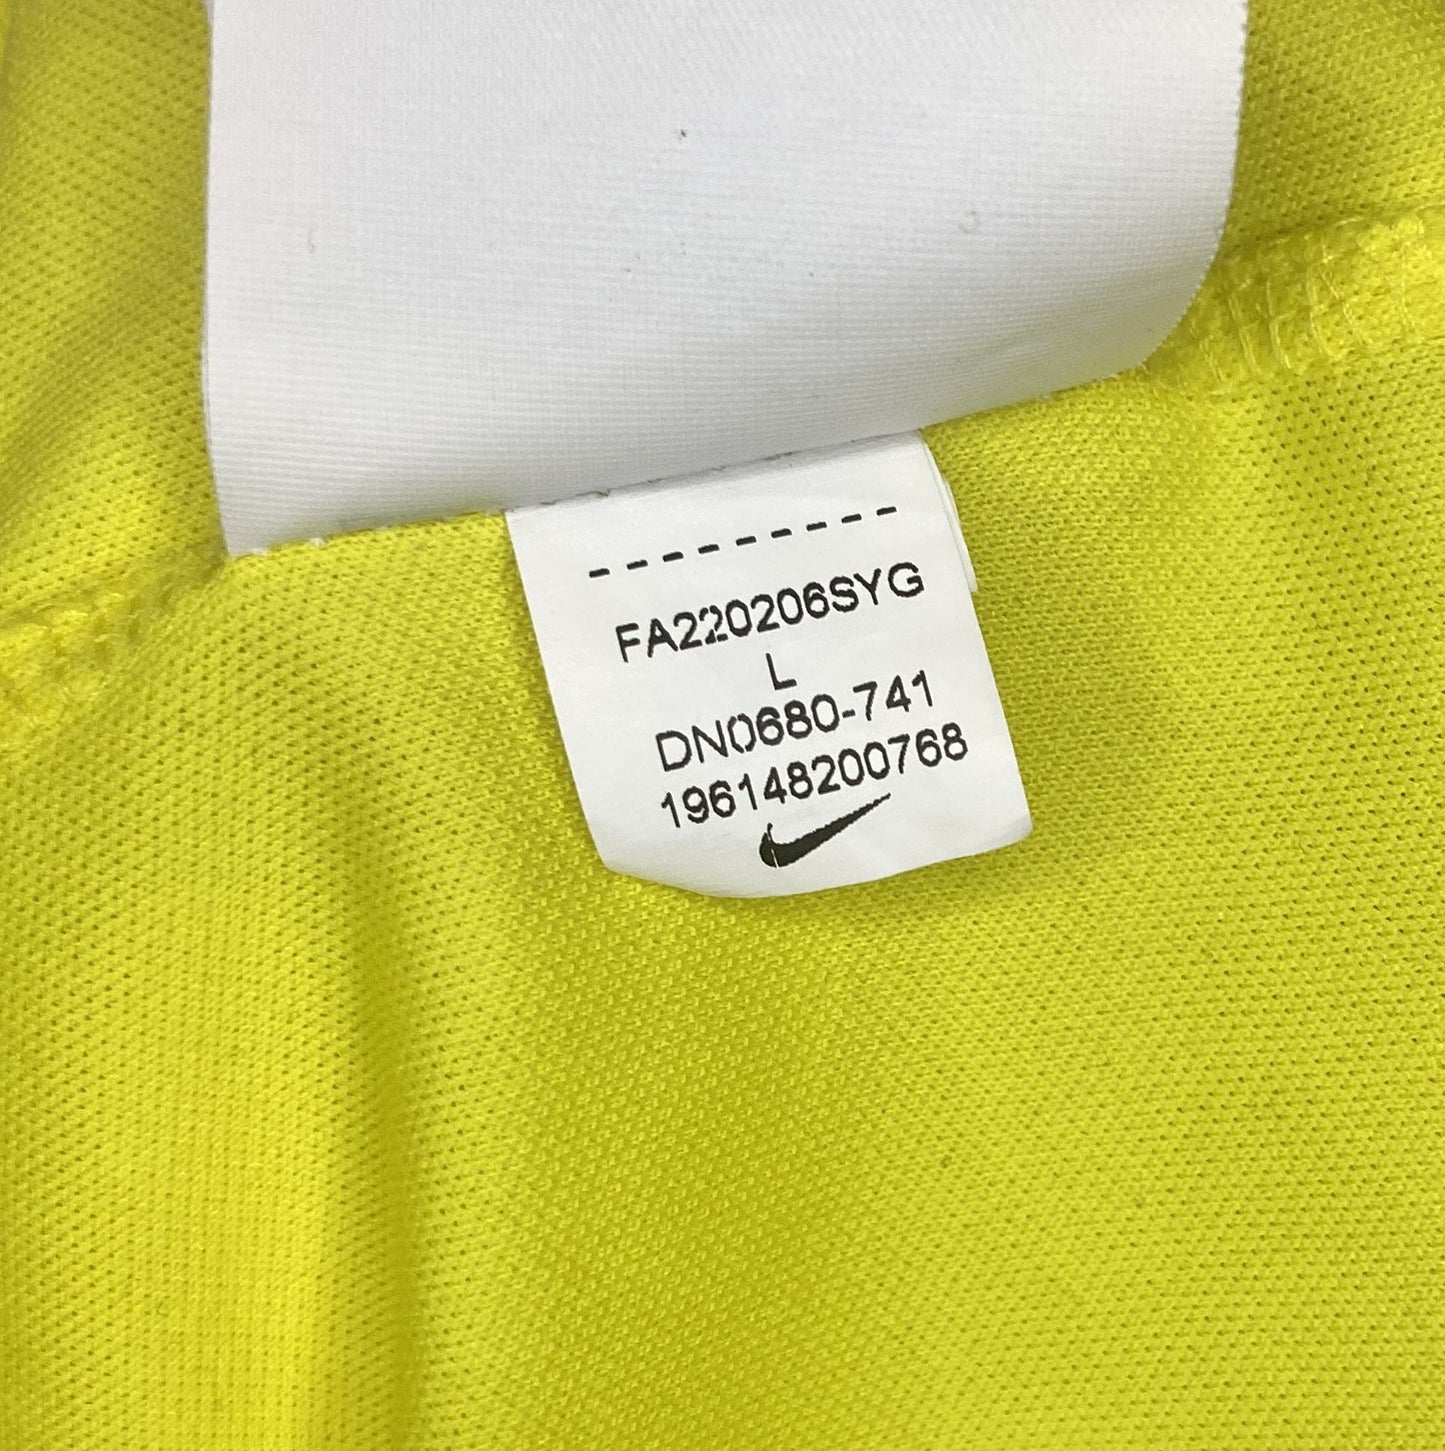 ---------
FA220206SYG
L
DN0680-741
196148200768